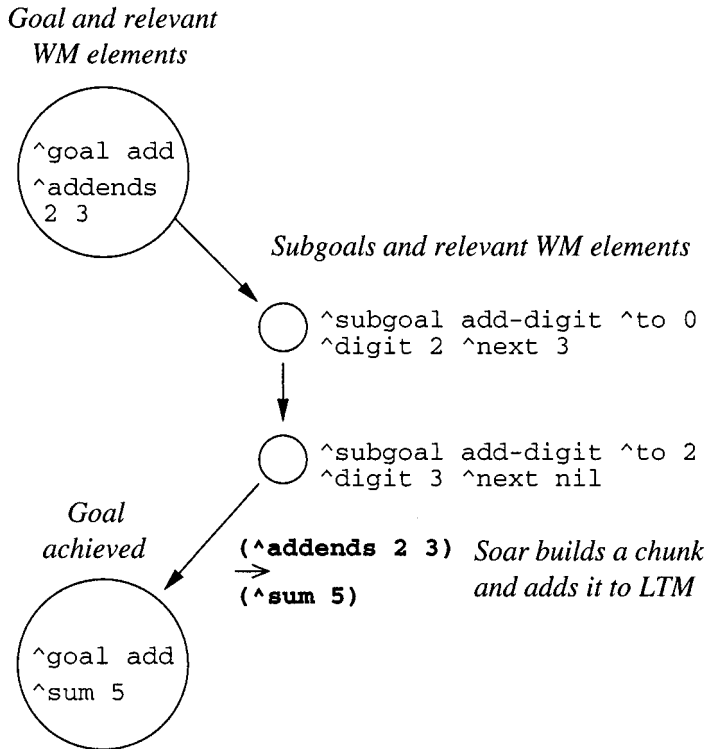 Goal and relevant
WM elements
^goal add
^addends
2 3
Subgoals and relevant WM elements
^subgoal add-digit ^to 0
^digit 2 ^next 3
^subgoal add-digit ^to 2
^digit 3 ^next nil
Goal
achieved
(^addends 2 3)
(^sum 5)
Soar builds a chunk
and adds it to LTM
^goal add
^sum 5